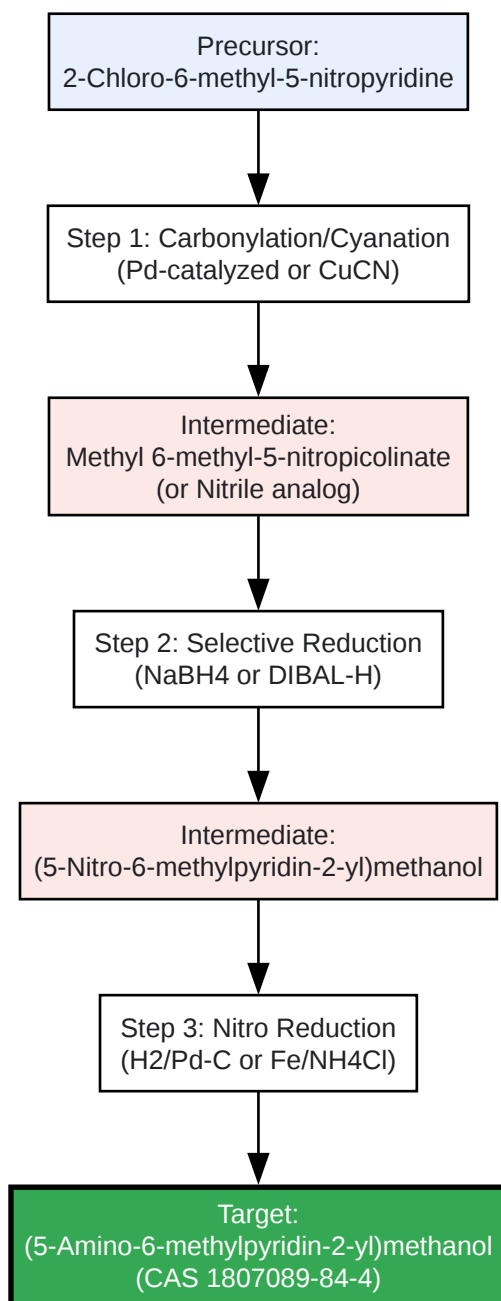 Precursor:
2-Chloro-6-methyl-5-nitropyridine
Step 1: Carbonylation/Cyanation
(Pd-catalyzed or CuCN)
Intermediate:
Methyl 6-methyl-5-nitropicolinate
(or Nitrile analog)
Step 2: Selective Reduction
(NaBH4 or DIBAL-H)
Intermediate:
(5-Nitro-6-methylpyridin-2-yl)methanol
Step 3: Nitro Reduction
(H2/Pd-C or Fe/NH4Cl)
Target:
(5-Amino-6-methylpyridin-2-yl)methanol
(CAS 1807089-84-4)